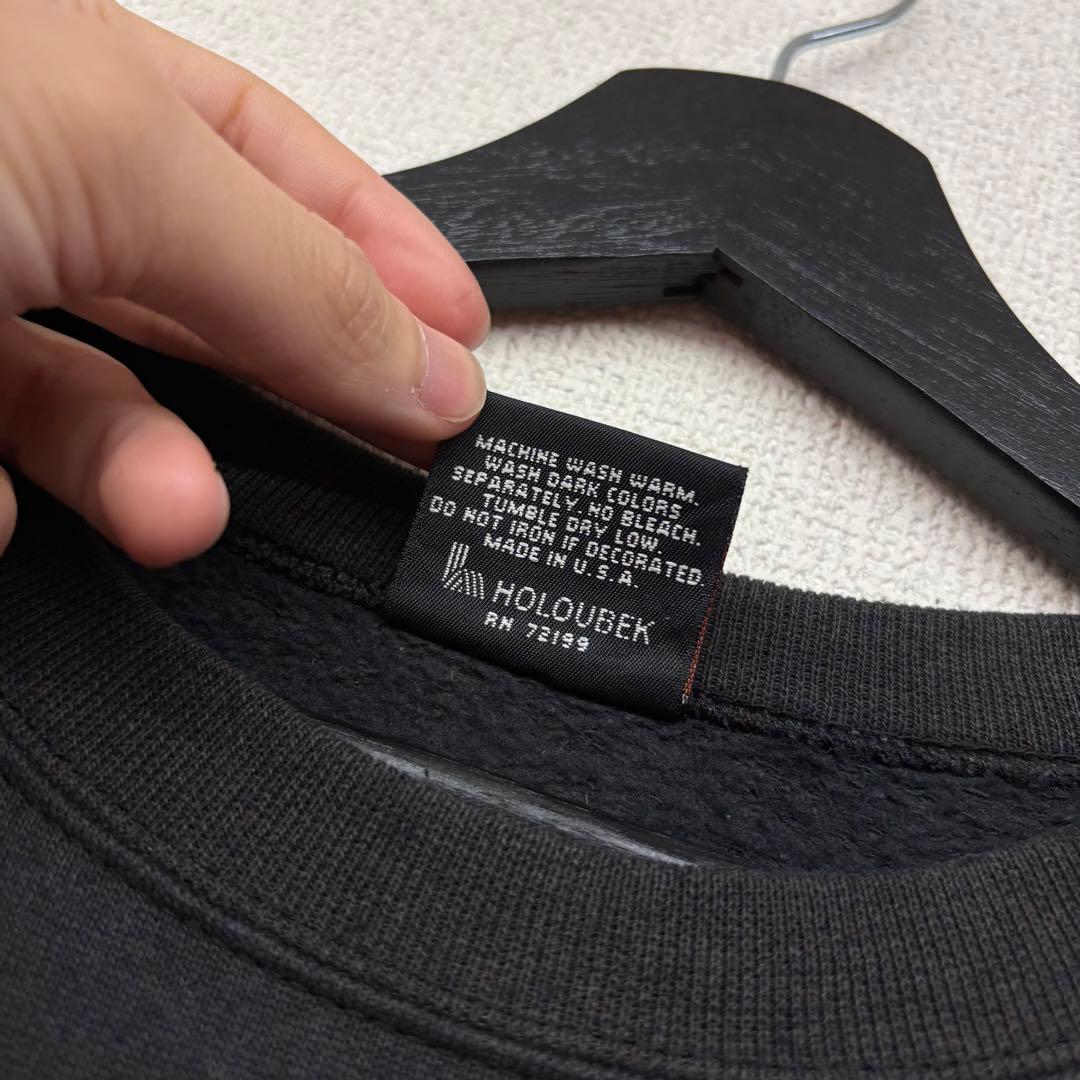 MACHINE WASH WARM.
WASH DARK COLORS
SEPARATELY. NO BLEACH.
TUMBLE DRY LOW.
DO NOT IRON IF DECORATED.
MADE IN U.S.A.
HOLOUBEK
RN 72199